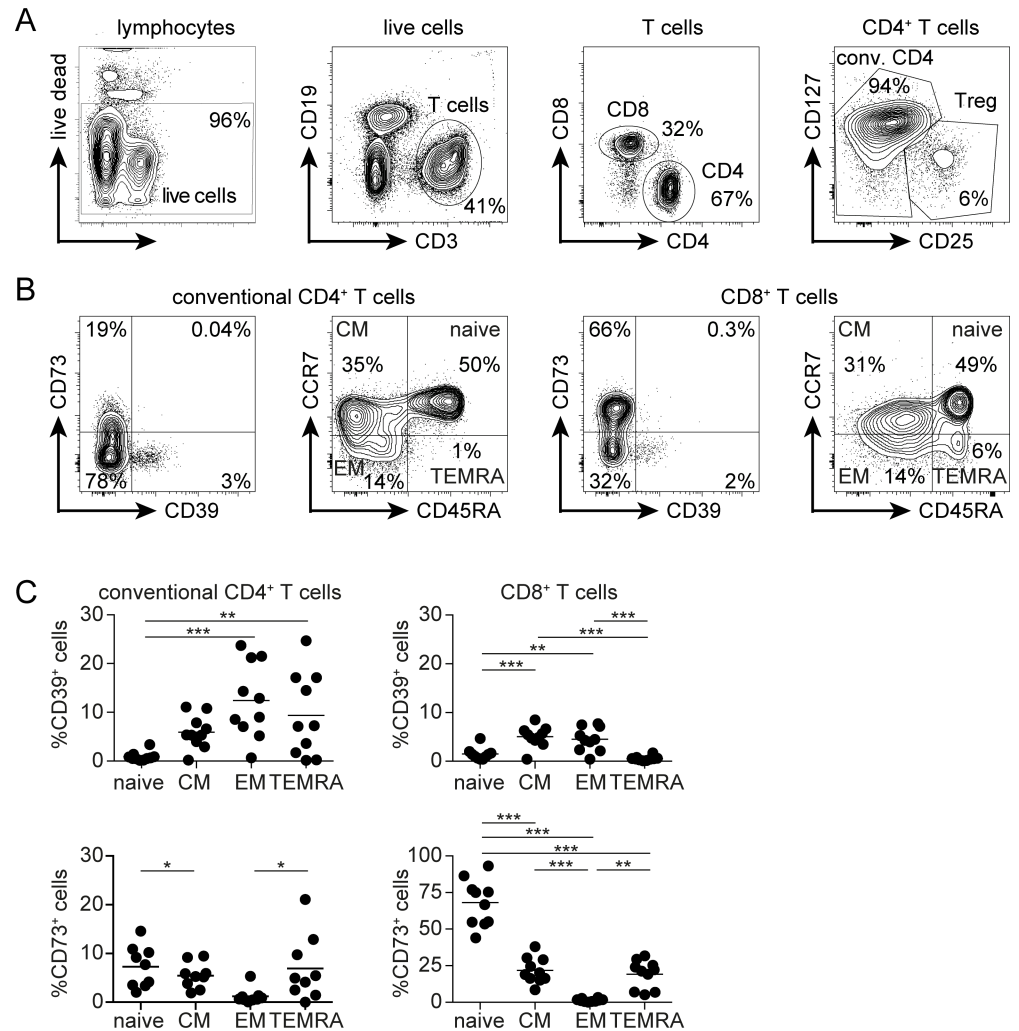 A
lymphocytes
live cells
T cells
CD4⁺ T cells
live dead
96%
live cells
CD19
T cells
41%
CD3
CD8
CD8
32%
CD4
67%
CD4
CD127
conv. CD4
94%
Treg
6%
CD25
B
conventional CD4⁺ T cells
CD8⁺ T cells
CD73
19%
0.04%
78%
3%
CD39
CCR7
CM
naive
35%
50%
1%
EM
14%
TEMRA
CD45RA
CD73
66%
0.3%
32%
2%
CD39
CCR7
CM
naive
31%
49%
6%
EM
14%
TEMRA
CD45RA
C
conventional CD4⁺ T cells
%CD39⁺ cells
30
20
10
0
**
***
naive CM EM TEMRA
CD8⁺ T cells
%CD39⁺ cells
30
20
10
0
***
***
**
***
naive CM EM TEMRA
%CD73⁺ cells
30
20
10
0
* *
naive CM EM TEMRA
%CD73⁺ cells
100
75
50
25
0
***
***
***
*** **
naive CM EM TEMRA